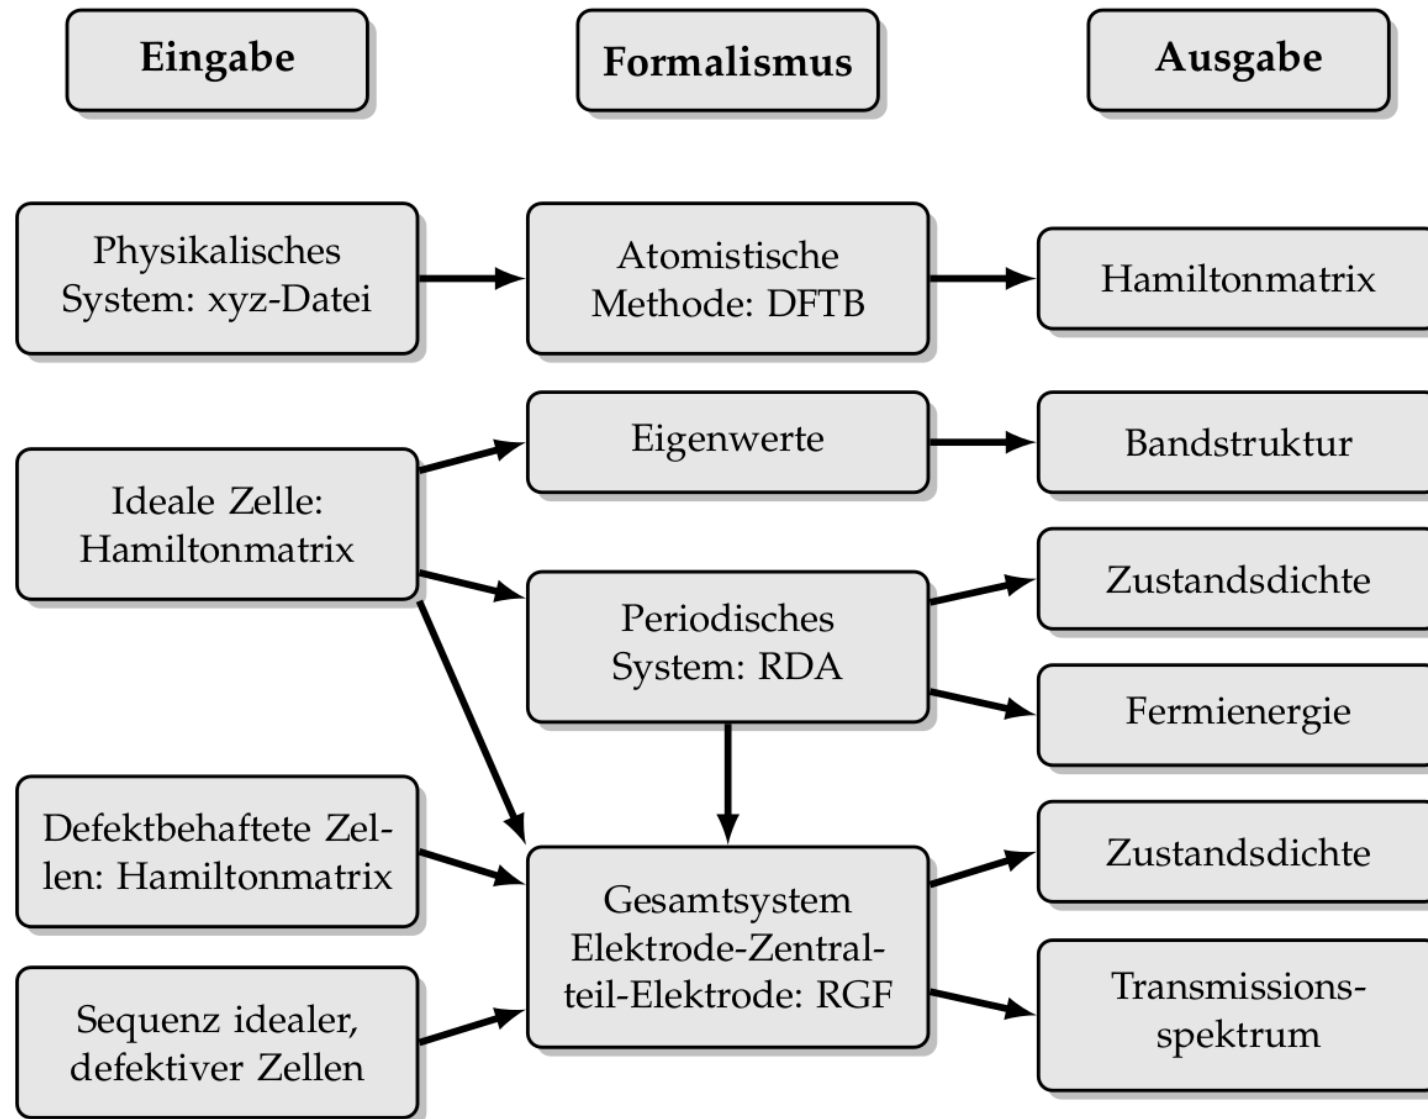 Eingabe
Formalismus
Ausgabe
Physikalisches
System: xyz-Datei
Atomistische
Methode: DFTB
Hamiltonmatrix
Eigenwerte
Bandstruktur
Ideale Zelle:
Hamiltonmatrix
Zustandsdichte
Periodisches
System: RDA
Fermienergie
Defektbehaftete Zel-
len: Hamiltonmatrix
Zustandsdichte
Gesamtsystem
Elektrode-Zentral-
teil-Elektrode: RGF
Transmissions-
spektrum
Sequenz idealer,
defektiver Zellen